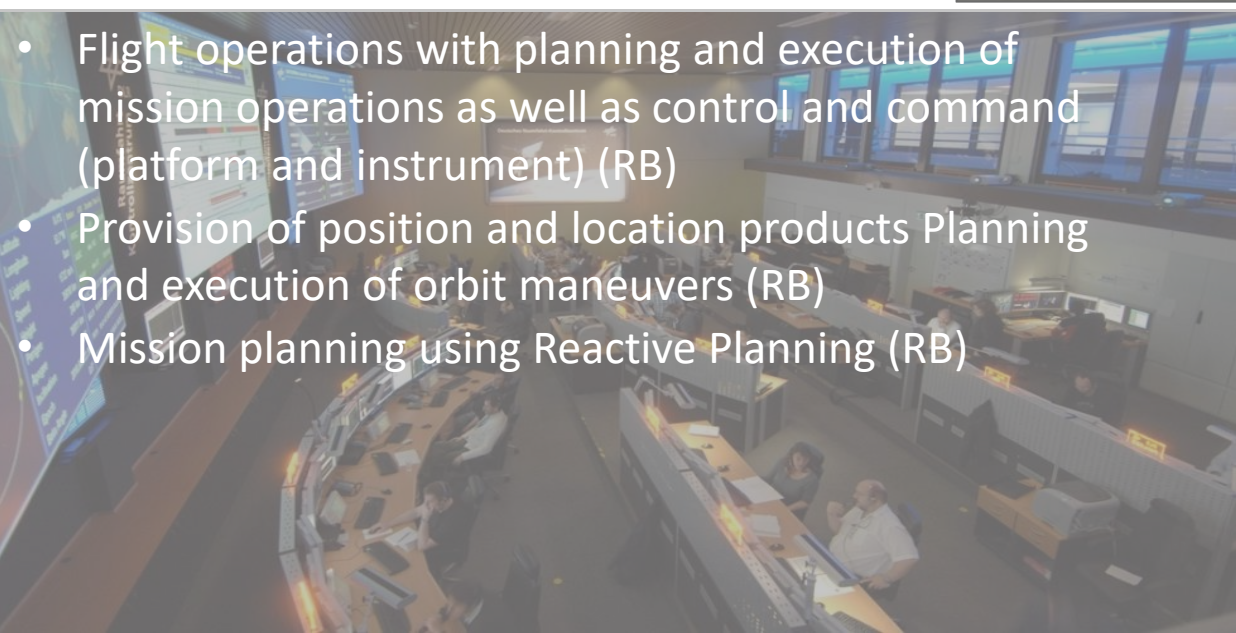 • Flight operations with planning and execution of
mission operations as well as control and command
(platform and instrument) (RB)
• Provision of position and location products Planning
and execution of orbit maneuvers (RB)
• Mission planning using Reactive Planning (RB)